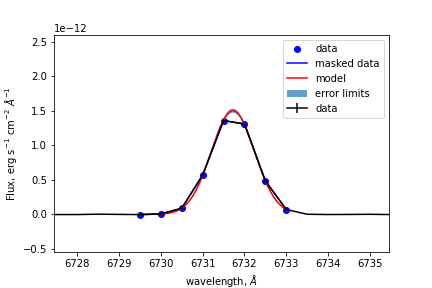 1e−12
2.5
2.0
1.5
1.0
0.5
0.0
−0.5
Flux, erg s⁻¹ cm⁻² Å⁻¹
data
masked data
model
error limits
data
6728 6729 6730 6731 6732 6733 6734 6735
wavelength, Å